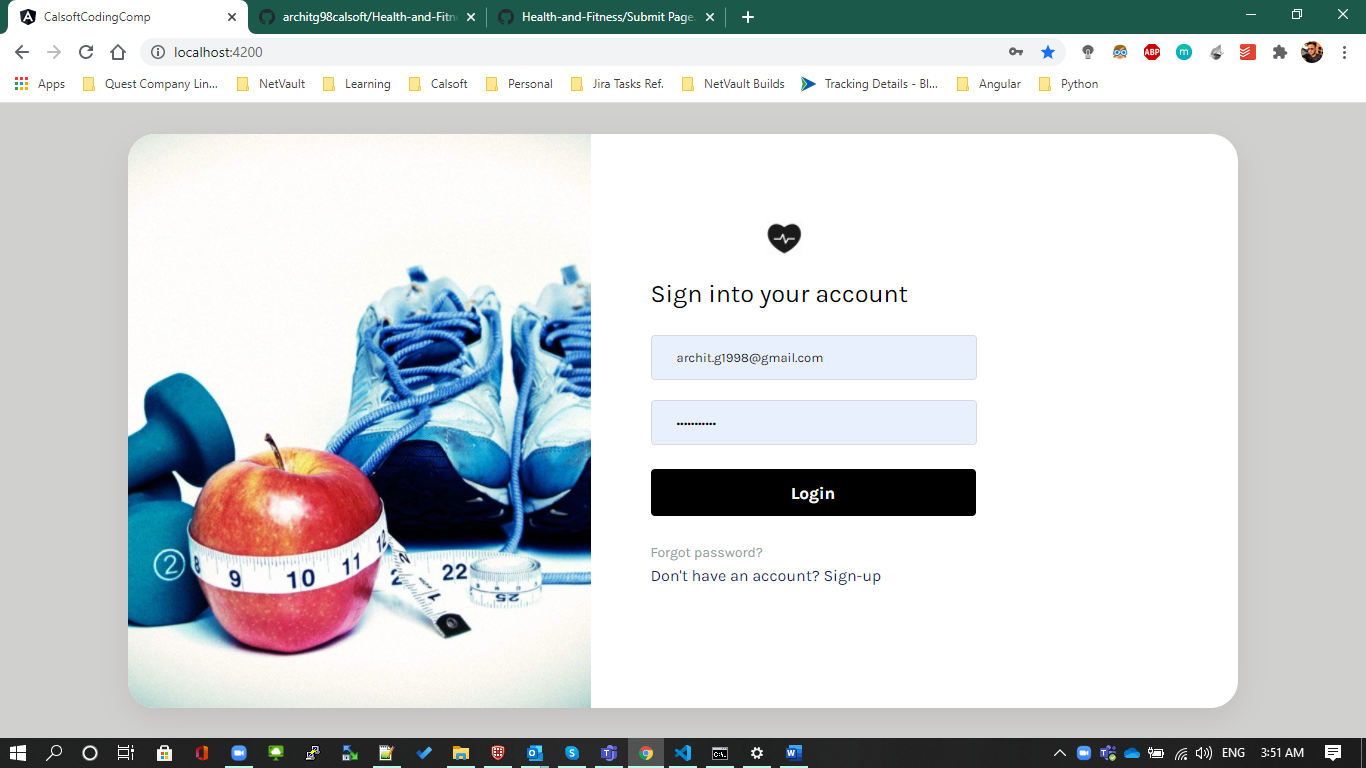 CalsoftCodingComp
architg98calsoft/Health-and-Fitn
Health-and-Fitness/Submit Page.
localhost:4200
ABP
m
Apps
Quest Company Lin...
NetVault
Learning
Calsoft
Personal
Jira Tasks Ref.
NetVault Builds
Tracking Details - Bl...
Angular
Python
Sign into your account
archit.g1998@gmail.com
Login
Forgot password?
Don't have an account? Sign-up
2
8 9 10 11 12
22
25
1
ENG
3:51 AM